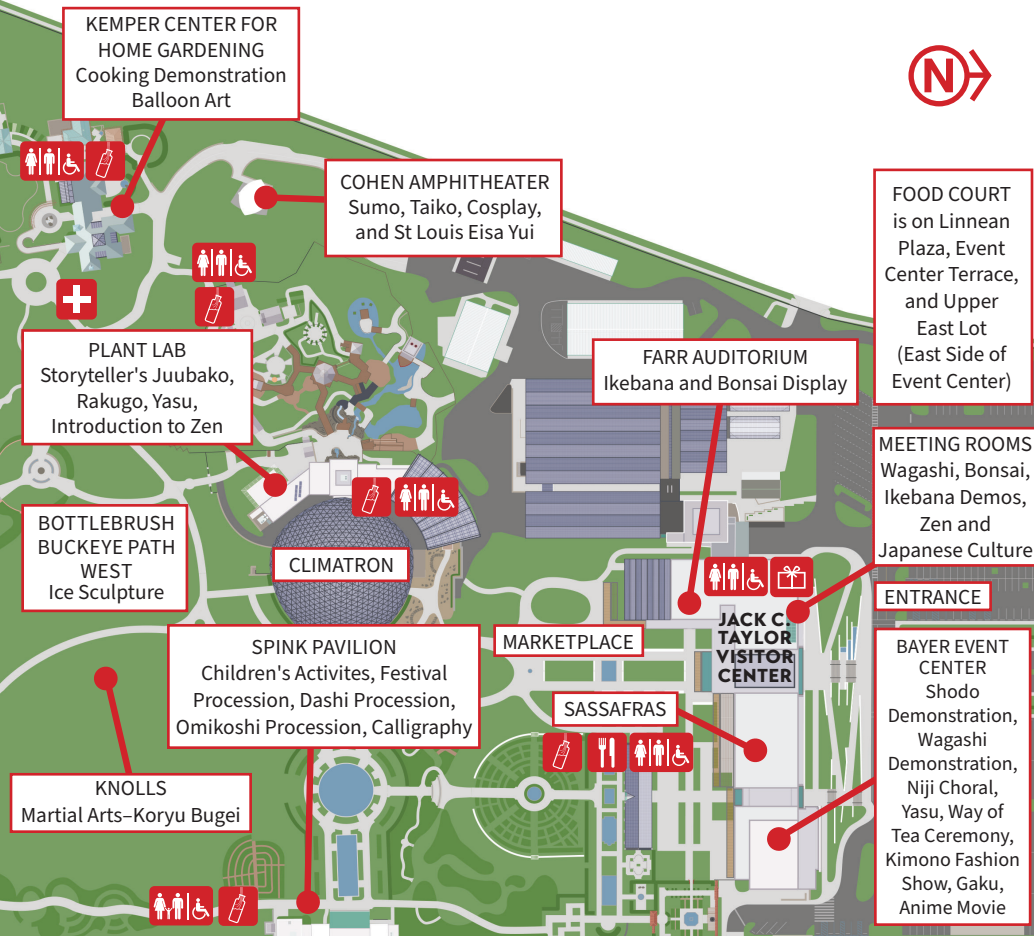 KEMPER CENTER FOR
HOME GARDENING
Cooking Demonstration
Balloon Art
N
COHEN AMPHITHEATER
Sumo, Taiko, Cosplay,
and St Louis Eisa Yui
FOOD COURT
is on Linnean
Plaza, Event
Center Terrace,
and Upper
East Lot
(East Side of
Event Center)
PLANT LAB
Storyteller's Juubako,
Rakugo, Yasu,
Introduction to Zen
FARR AUDITORIUM
Ikebana and Bonsai Display
MEETING ROOMS
Wagashi, Bonsai,
Ikebana Demos,
Zen and
Japanese Culture
BOTTLEBRUSH
BUCKEYE PATH
WEST
Ice Sculpture
CLIMATRON
ENTRANCE
JACK C.
TAYLOR
VISITOR
CENTER
MARKETPLACE
SPINK PAVILION
Children's Activites, Festival
Procession, Dashi Procession,
Omikoshi Procession, Calligraphy
SASSAFRAS
BAYER EVENT
CENTER
Shodo
Demonstration,
Wagashi
Demonstration,
Niji Choral,
Yasu, Way of
Tea Ceremony,
Kimono Fashion
Show, Gaku,
Anime Movie
KNOLLS
Martial Arts–Koryu Bugei